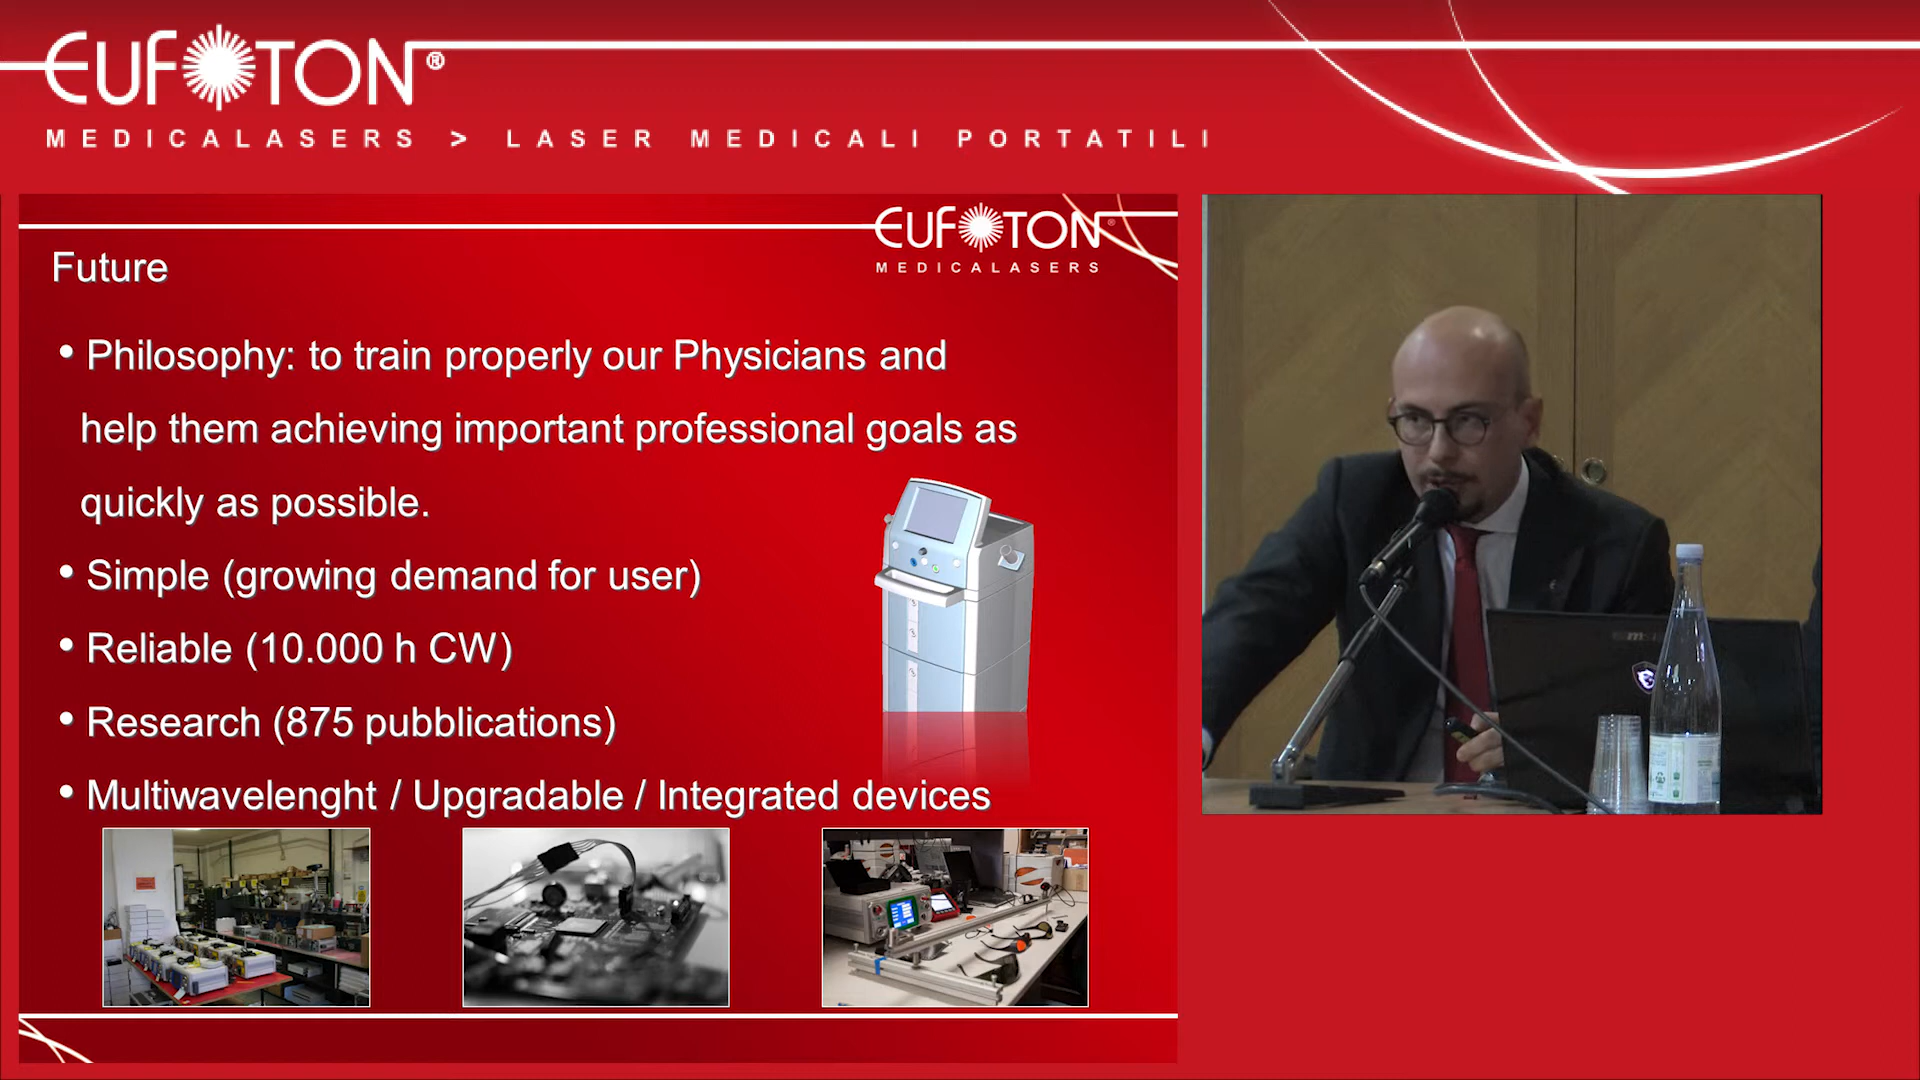 EUFOTON®
MEDICALASERS > LASER MEDICALI PORTATILI
EUFOTON®
MEDICALASERS
Future
• Philosophy: to train properly our Physicians and
help them achieving important professional goals as
quickly as possible.
• Simple (growing demand for user)
• Reliable (10.000 h CW)
• Research (875 pubblications)
• Multiwavelenght / Upgradable / Integrated devices